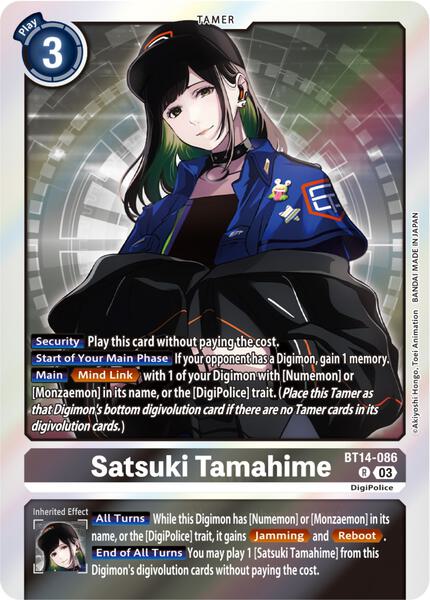 TAMER
Play
3
ET
Security Play this card without paying the cost.
Start of Your Main Phase If your opponent has a Digimon, gain 1 memory.
Main Mind Link with 1 of your Digimon with [Numemon] or
[Monzaemon] in its name, or the [DigiPolice] trait. (Place this Tamer as
that Digimon's bottom digivolution card if there are no Tamer cards in its
digivolution cards.)
©Akiyoshi Hongo, Toei Animation BANDAI MADE IN JAPAN
Satsuki Tamahime
BT14-086
R 03
DigiPolice
Inherited Effect
All Turns While this Digimon has [Numemon] or [Monzaemon] in its
name, or the [DigiPolice] trait, it gains Jamming and Reboot.
End of All Turns You may play 1 [Satsuki Tamahime] from this
Digimon's digivolution cards without paying the cost.